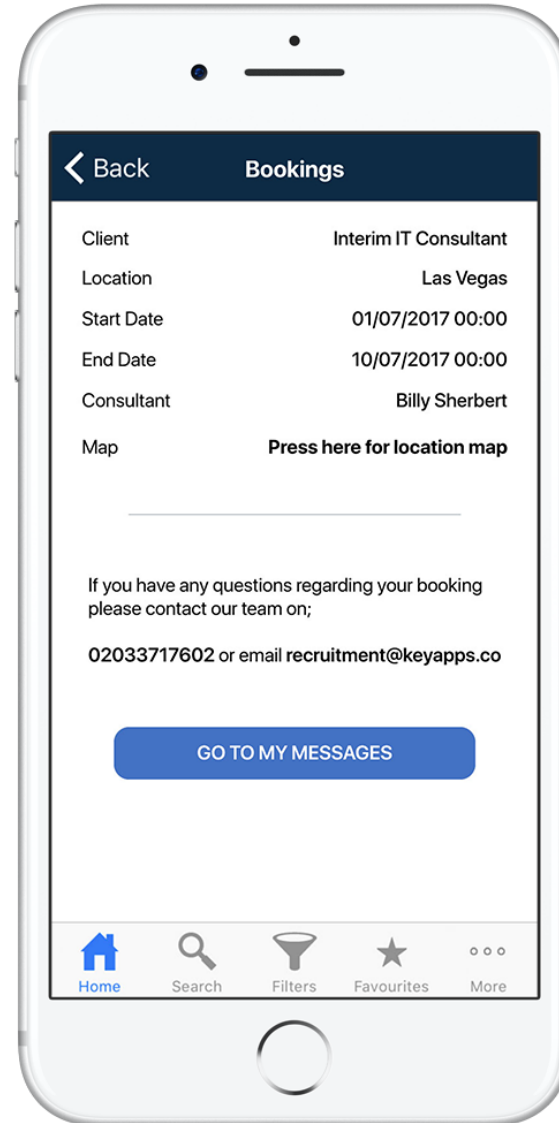 Back Bookings
Client Interim IT Consultant
Location Las Vegas
Start Date 01/07/2017 00:00
End Date 10/07/2017 00:00
Consultant Billy Sherbert
Map Press here for location map
If you have any questions regarding your booking
please contact our team on;
02033717602 or email recruitment@keyapps.co
GO TO MY MESSAGES
Home Search Filters Favourites More